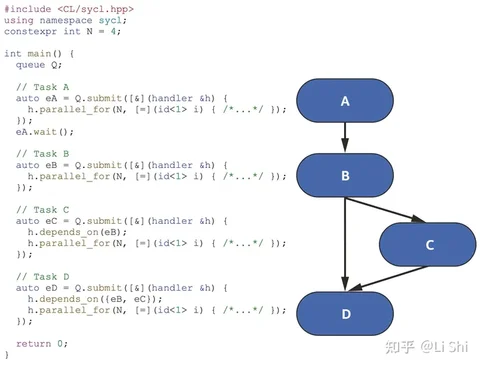 #include <CL/sycl.hpp>
using namespace sycl;
constexpr int N = 4;
int main() {
queue Q;
// Task A
auto eA = Q.submit([&](handler &h) {
h.parallel_for(N, [=](id<1> i) { /*...*/ });
});
eA.wait();
// Task B
auto eB = Q.submit([&](handler &h) {
h.parallel_for(N, [=](id<1> i) { /*...*/ });
});
// Task C
auto eC = Q.submit([&](handler &h) {
h.depends_on(eB);
h.parallel_for(N, [=](id<1> i) { /*...*/ });
});
// Task D
auto eD = Q.submit([&](handler &h) {
h.depends_on({eB, eC});
h.parallel_for(N, [=](id<1> i) { /*...*/ });
});
return 0;
}
A
B
C
D
知乎 @Li Shi